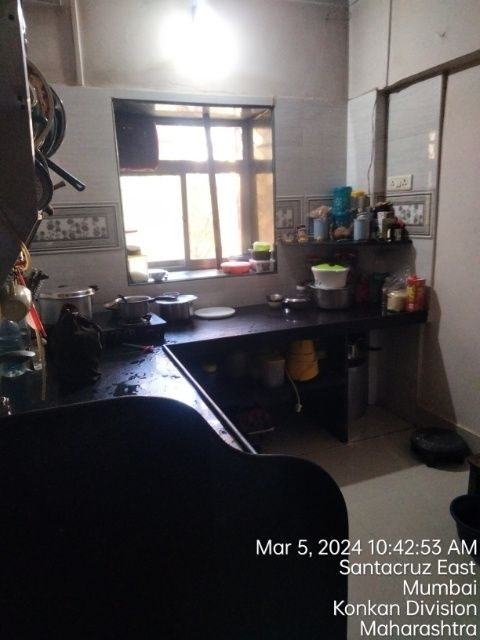 Mar 5, 2024 10:42:53 AM
Santacruz East
Mumbai
Konkan Division
Maharashtra